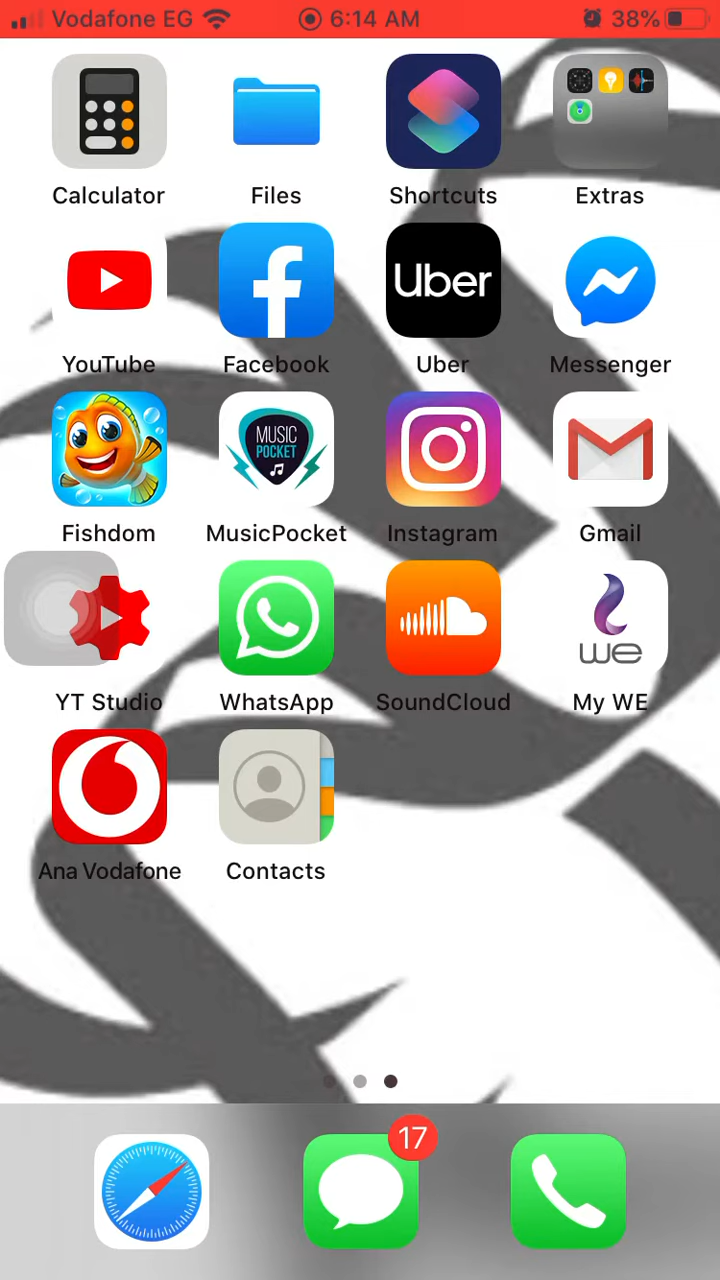 Vodafone EG 6:14 AM 38%
Calculator Files Shortcuts Extras
Uber
YouTube Facebook Uber Messenger
MUSIC
POCKET
Fishdom MusicPocket Instagram Gmail
we
YT Studio WhatsApp SoundCloud My WE
Ana Vodafone Contacts
17